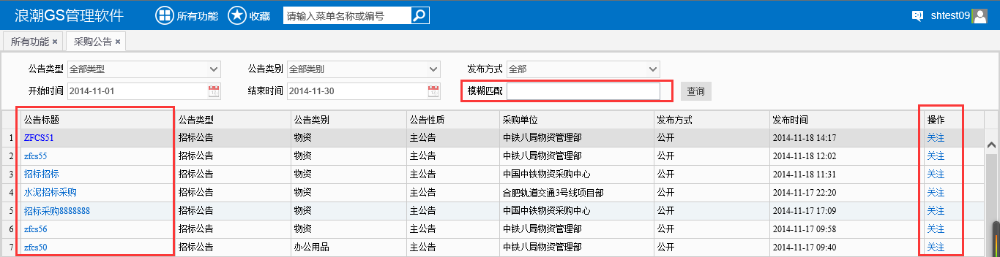 浪潮GS管理软件 所有功能 收藏 请输入菜单名称或编号 shtest09
所有功能 × 采购公告 ×
公告类型 全部类型 公告类别 全部类别 发布方式 全部
开始时间 2014-11-01 结束时间 2014-11-30 模糊匹配 查询
公告标题 公告类型 公告类别 公告性质 采购单位 发布方式 发布时间 操作
1 ZFCS51 招标公告 物资 主公告 中铁八局物资管理部 公开 2014-11-18 14:17 关注
2 zfcs55 招标公告 物资 主公告 中铁八局物资管理部 公开 2014-11-18 12:02 关注
3 招标招标 招标公告 物资 主公告 中国中铁物资采购中心 公开 2014-11-18 11:31 关注
4 水泥招标采购 招标公告 物资 主公告 合肥轨道交通3号线项目部 公开 2014-11-17 22:20 关注
5 招标采购8888888 招标公告 物资 主公告 中国中铁物资采购中心 公开 2014-11-17 17:09 关注
6 zfcs56 招标公告 物资 主公告 中铁八局物资管理部 公开 2014-11-17 09:58 关注
7 zfcs50 招标公告 办公用品 主公告 中铁八局物资管理部 公开 2014-11-17 09:40 关注